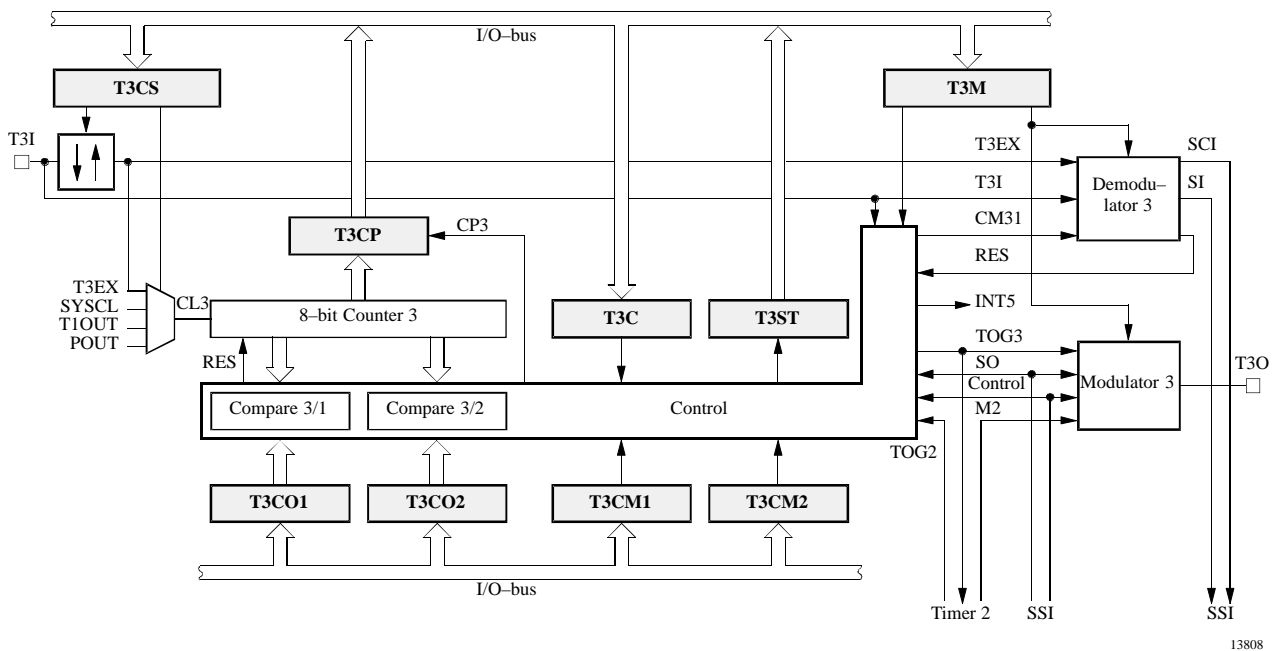 I/O–bus
T3CS
T3M
T3I
T3EX
SCI
T3I
SI
Demodu–
lator 3
T3CP
CP3
CM31
RES
T3EX
SYSCL
T1OUT
POUT
CL3
8–bit Counter 3
T3C
T3ST
INT5
RES
TOG3
SO
Control
M2
Modulator 3
T3O
Compare 3/1
Compare 3/2
Control
TOG2
T3CO1
T3CO2
T3CM1
T3CM2
I/O–bus
Timer 2
SSI
SSI
13808